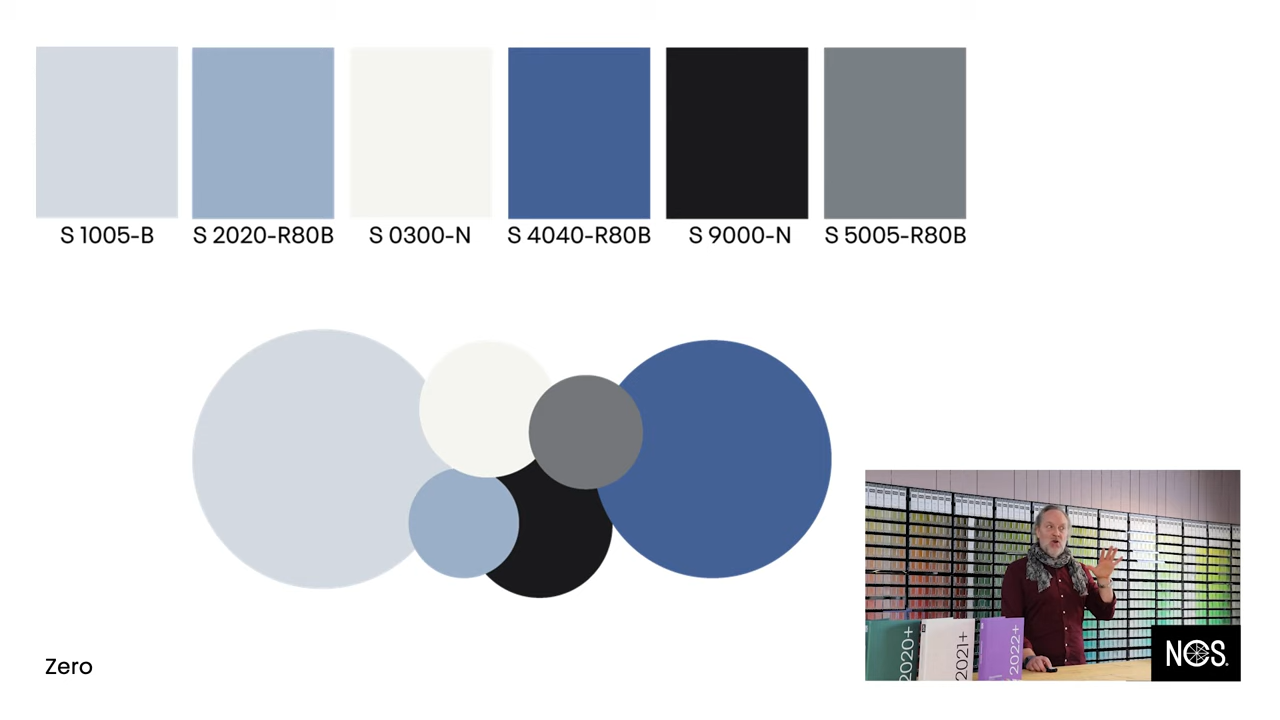 S 1005-B
S 2020-R80B
S 0300-N
S 4040-R80B
S 9000-N
S 5005-R80B
Zero
2020+
2021+
2022+
NCS